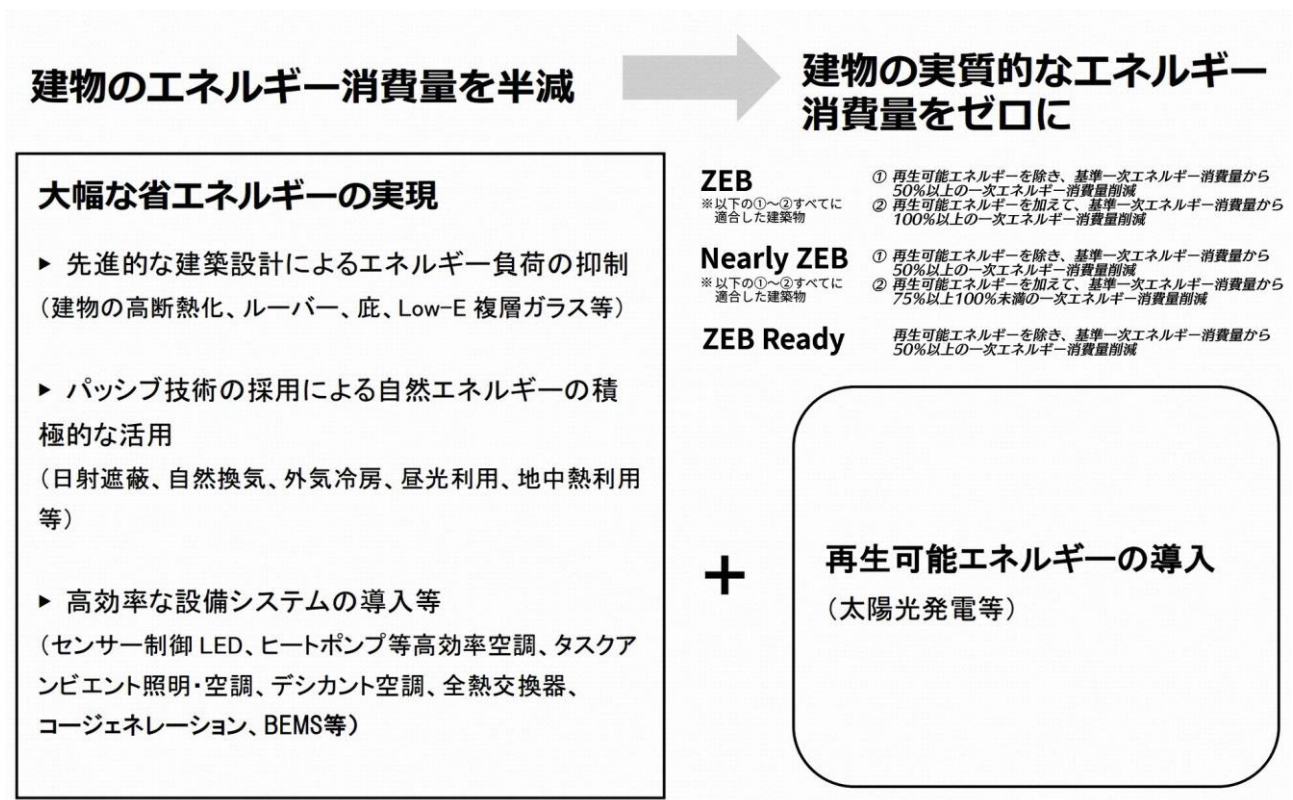 建物のエネルギー消費量を半減
建物の実質的なエネルギー
消費量をゼロに
大幅な省エネルギーの実現
▶ 先進的な建築設計によるエネルギー負荷の抑制
（建物の高断熱化、ルーバー、庇、Low-E 複層ガラス等）
▶ パッシブ技術の採用による自然エネルギーの積
極的な活用
（日射遮蔽、自然換気、外気冷房、昼光利用、地中熱利用
等）
▶ 高効率な設備システムの導入等
（センサー制御 LED、ヒートポンプ等高効率空調、タスクア
ンビエント照明・空調、デシカント空調、全熱交換器、
コージェネレーション、BEMS等）
ZEB
※以下の①～②すべてに
適合した建築物
① 再生可能エネルギーを除き、基準一次エネルギー消費量から
50%以上の一次エネルギー消費量削減
② 再生可能エネルギーを加えて、基準一次エネルギー消費量から
100%以上の一次エネルギー消費量削減
Nearly ZEB
※以下の①～②すべてに
適合した建築物
① 再生可能エネルギーを除き、基準一次エネルギー消費量から
50%以上の一次エネルギー消費量削減
② 再生可能エネルギーを加えて、基準一次エネルギー消費量から
75%以上100%未満の一次エネルギー消費量削減
ZEB Ready
再生可能エネルギーを除き、基準一次エネルギー消費量から
50%以上の一次エネルギー消費量削減
+
再生可能エネルギーの導入
（太陽光発電等）